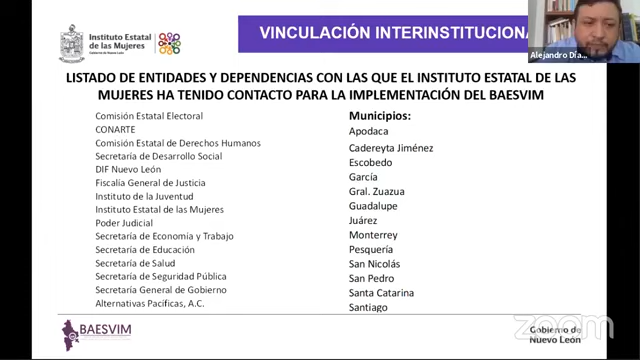 Instituto Estatal
de las Mujeres
Gobierno de Nuevo León
VINCULACIÓN INTERINSTITUCIONA
Alejandro Día...
LISTADO DE ENTIDADES Y DEPENDENCIAS CON LAS QUE EL INSTITUTO ESTATAL DE LAS
MUJERES HA TENIDO CONTACTO PARA LA IMPLEMENTACIÓN DEL BAESVIM
Comisión Estatal Electoral
CONARTE
Comisión Estatal de Derechos Humanos
Secretaría de Desarrollo Social
DIF Nuevo León
Fiscalía General de Justicia
Instituto de la Juventud
Instituto Estatal de las Mujeres
Poder Judicial
Secretaría de Economía y Trabajo
Secretaría de Educación
Secretaría de Salud
Secretaría de Seguridad Pública
Secretaría General de Gobierno
Alternativas Pacíficas, A.C.
Municipios:
Apodaca
Cadereyta Jiménez
Escobedo
García
Gral. Zuazua
Guadalupe
Juárez
Monterrey
Pesquería
San Nicolás
San Pedro
Santa Catarina
Santiago
BAESVIM
Gobierno de
Nuevo León
zoom